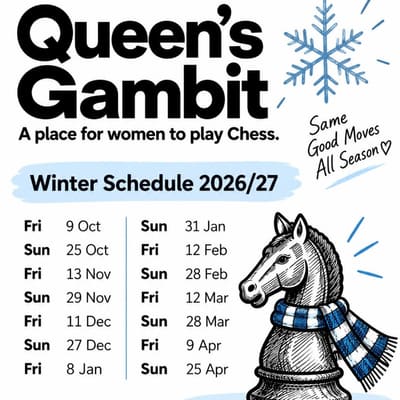 Queen's
Gambit
A place for women to play Chess.
Same
Good Moves
All Season♡
Winter Schedule 2026/27
Fri 9 Oct
Sun 25 Oct
Fri 13 Nov
Sun 29 Nov
Fri 11 Dec
Sun 27 Dec
Fri 8 Jan
Sun 31 Jan
Fri 12 Feb
Sun 28 Feb
Fri 12 Mar
Sun 28 Mar
Fri 9 Apr
Sun 25 Apr